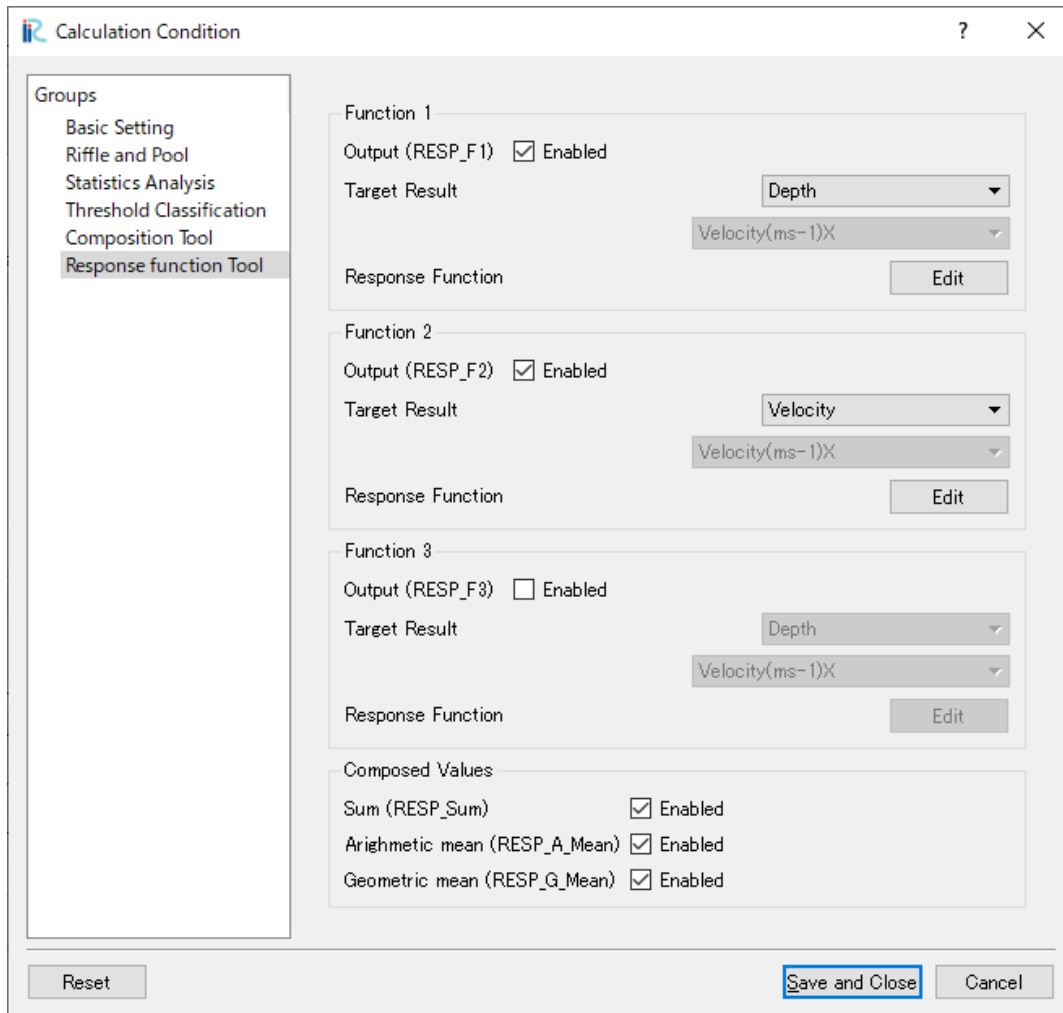 iRC Calculation Condition ? ×
Groups
Basic Setting
Riffle and Pool
Statistics Analysis
Threshold Classification
Composition Tool
Response function Tool
Function 1
Output (RESP_F1) Enabled
Target Result Depth
Velocity(ms-1)X
Response Function Edit
Function 2
Output (RESP_F2) Enabled
Target Result Velocity
Velocity(ms-1)X
Response Function Edit
Function 3
Output (RESP_F3) Enabled
Target Result Depth
Velocity(ms-1)X
Response Function Edit
Composed Values
Sum (RESP_Sum) Enabled
Arighmetic mean (RESP_A_Mean) Enabled
Geometric mean (RESP_G_Mean) Enabled
Reset Save and Close Cancel